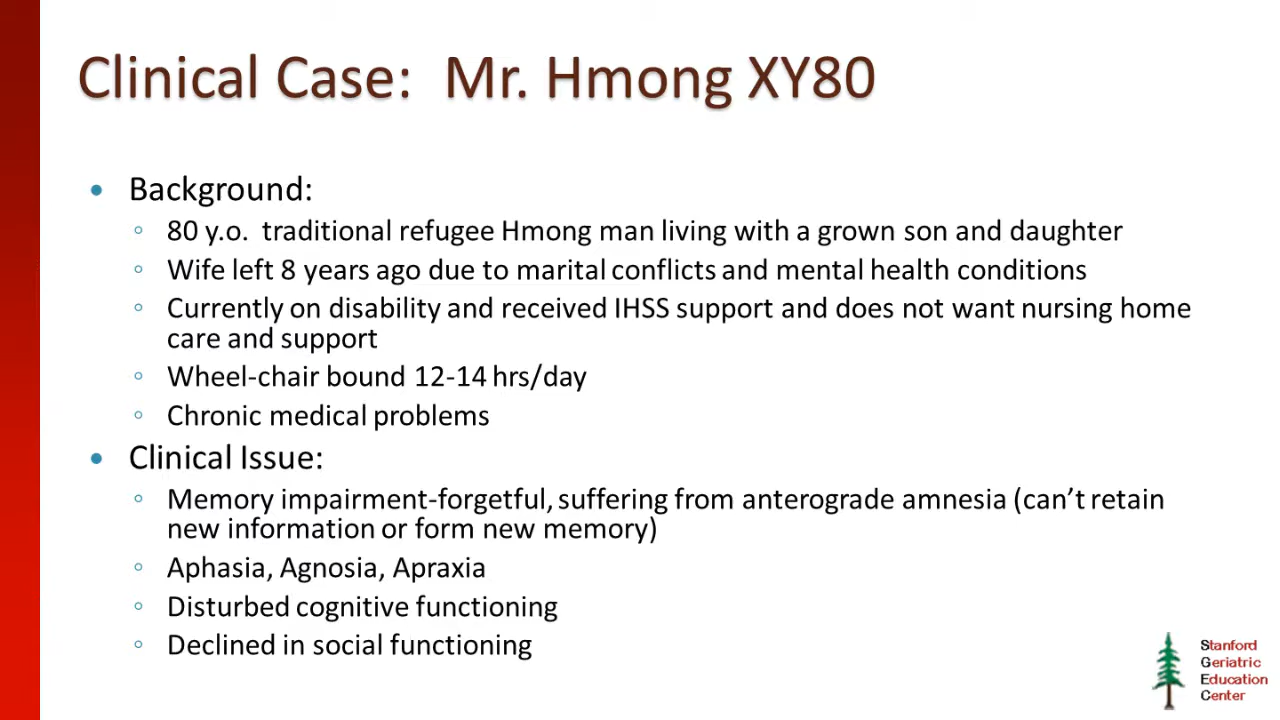 Clinical Case: Mr. Hmong XY80
• Background:
◦ 80 y.o. traditional refugee Hmong man living with a grown son and daughter
◦ Wife left 8 years ago due to marital conflicts and mental health conditions
◦ Currently on disability and received IHSS support and does not want nursing home
care and support
◦ Wheel-chair bound 12-14 hrs/day
◦ Chronic medical problems
• Clinical Issue:
◦ Memory impairment-forgetful, suffering from anterograde amnesia (can’t retain
new information or form new memory)
◦ Aphasia, Agnosia, Apraxia
◦ Disturbed cognitive functioning
◦ Declined in social functioning
Stanford
Geriatric
Education
Center